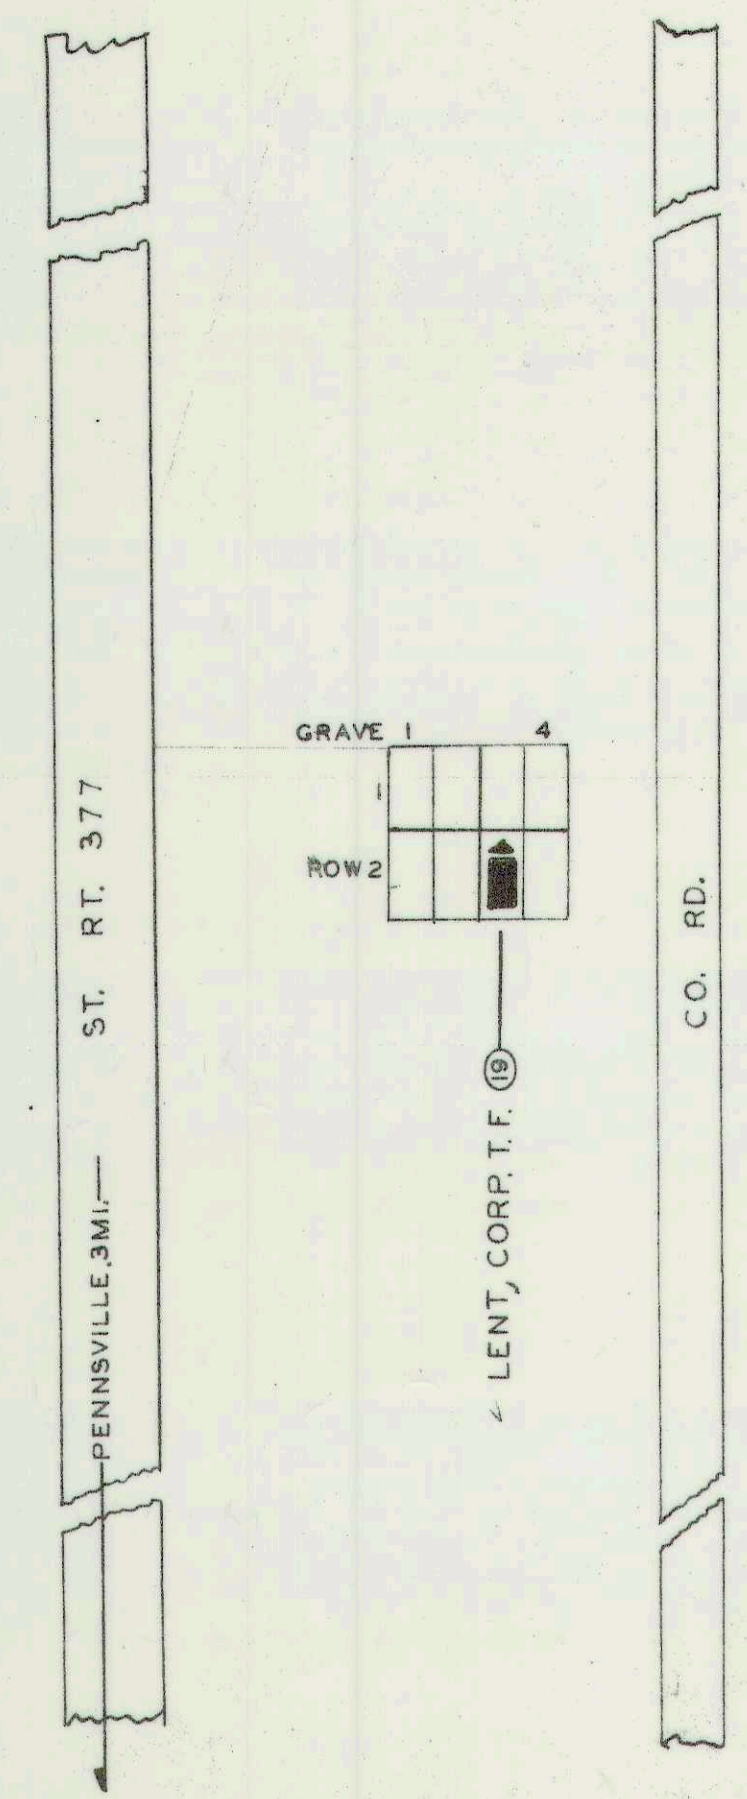 GRAVE 1 4
1
ROW 2
ST. RT. 377
PENNSVILLE, 3MI.
LENT, CORP. T. F. 19
CO. RD.